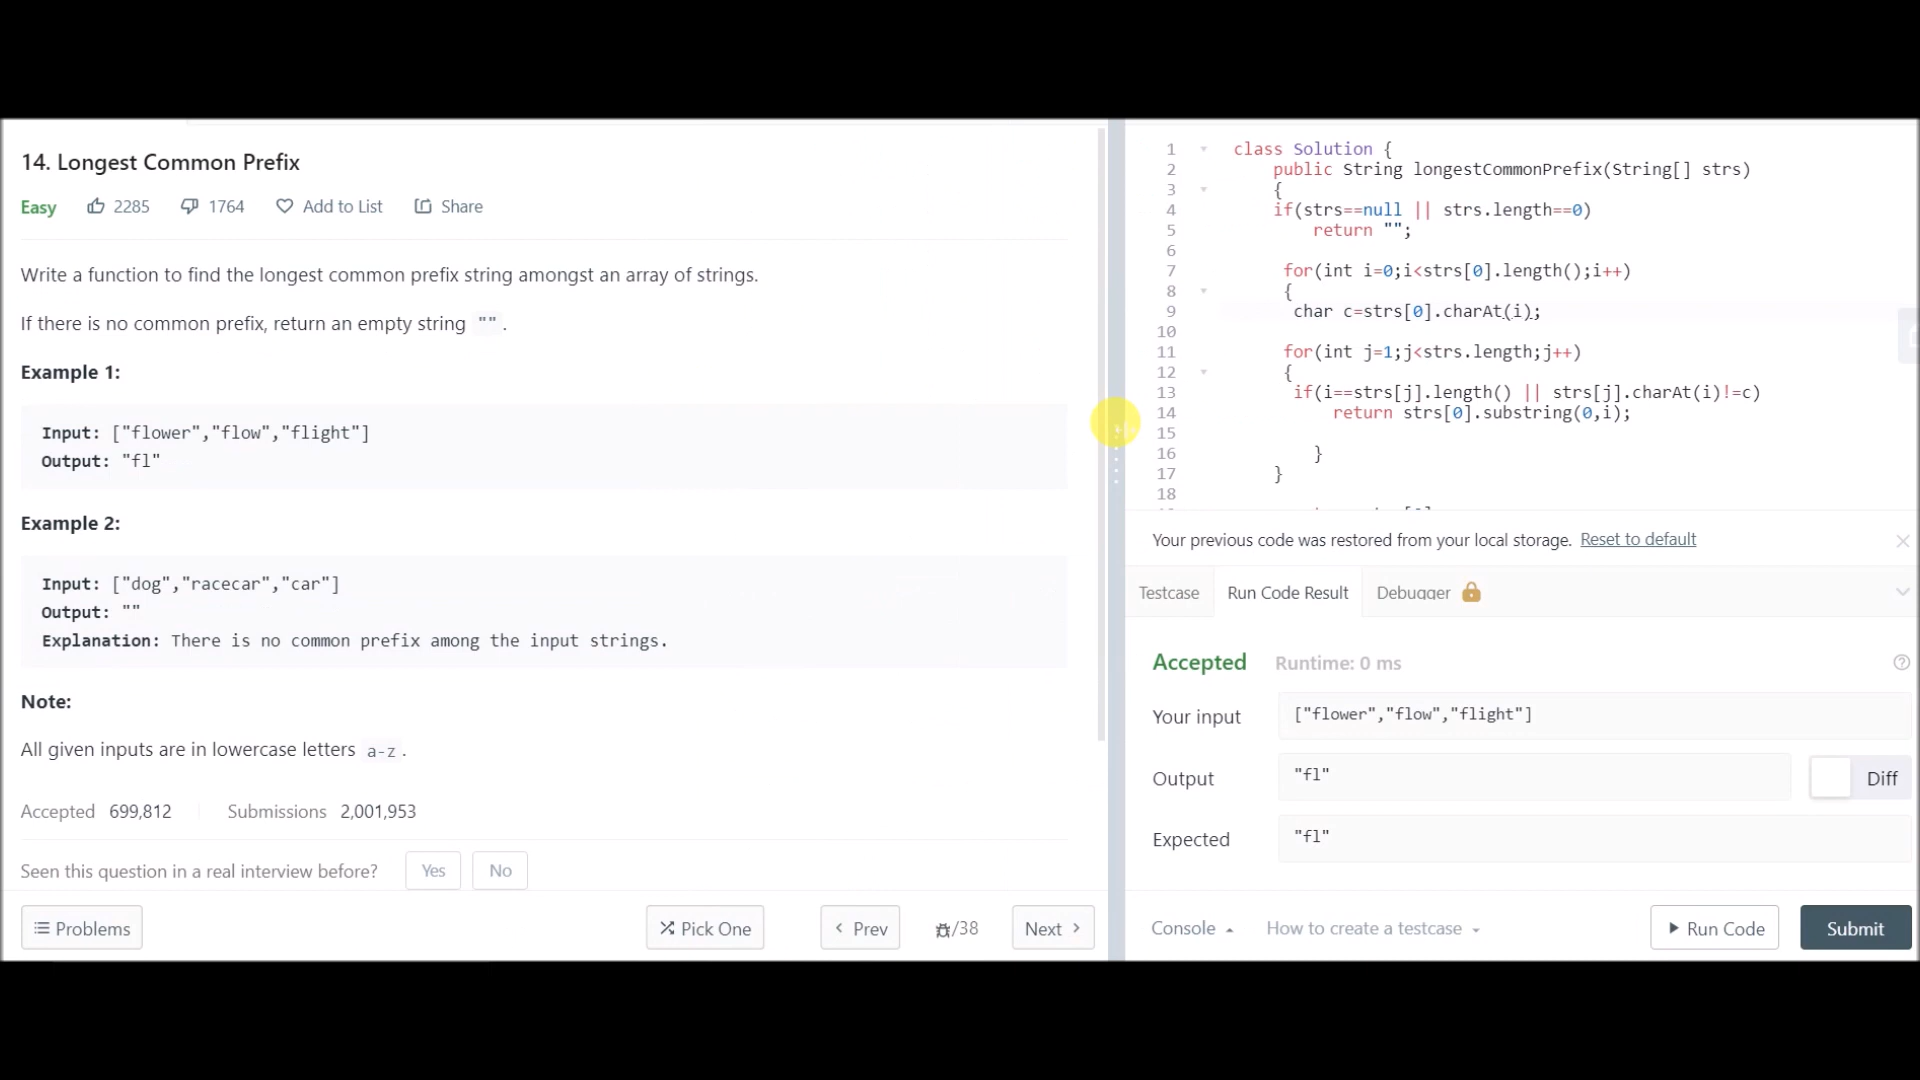 14. Longest Common Prefix
Easy 2285 1764 Add to List Share
Write a function to find the longest common prefix string amongst an array of strings.
If there is no common prefix, return an empty string "".
Example 1:
Input: ["flower","flow","flight"]
Output: "fl"
Example 2:
Input: ["dog","racecar","car"]
Output: ""
Explanation: There is no common prefix among the input strings.
Note:
All given inputs are in lowercase letters a-z.
Accepted 699,812 Submissions 2,001,953
Seen this question in a real interview before? Yes No
Problems Pick One Prev /38 Next
1 class Solution {
2 public String longestCommonPrefix(String[] strs)
3 {
4 if(strs==null || strs.length==0)
5 return "";
6
7 for(int i=0;i<strs[0].length();i++)
8 {
9 char c=strs[0].charAt(i);
10
11 for(int j=1;j<strs.length;j++)
12 {
13 if(i==strs[j].length() || strs[j].charAt(i)!=c)
14 return strs[0].substring(0,i);
15
16 }
17 }
18
Your previous code was restored from your local storage. Reset to default
Testcase Run Code Result Debugger
Accepted Runtime: 0 ms
Your input ["flower","flow","flight"]
Output "fl" Diff
Expected "fl"
Console How to create a testcase Run Code Submit